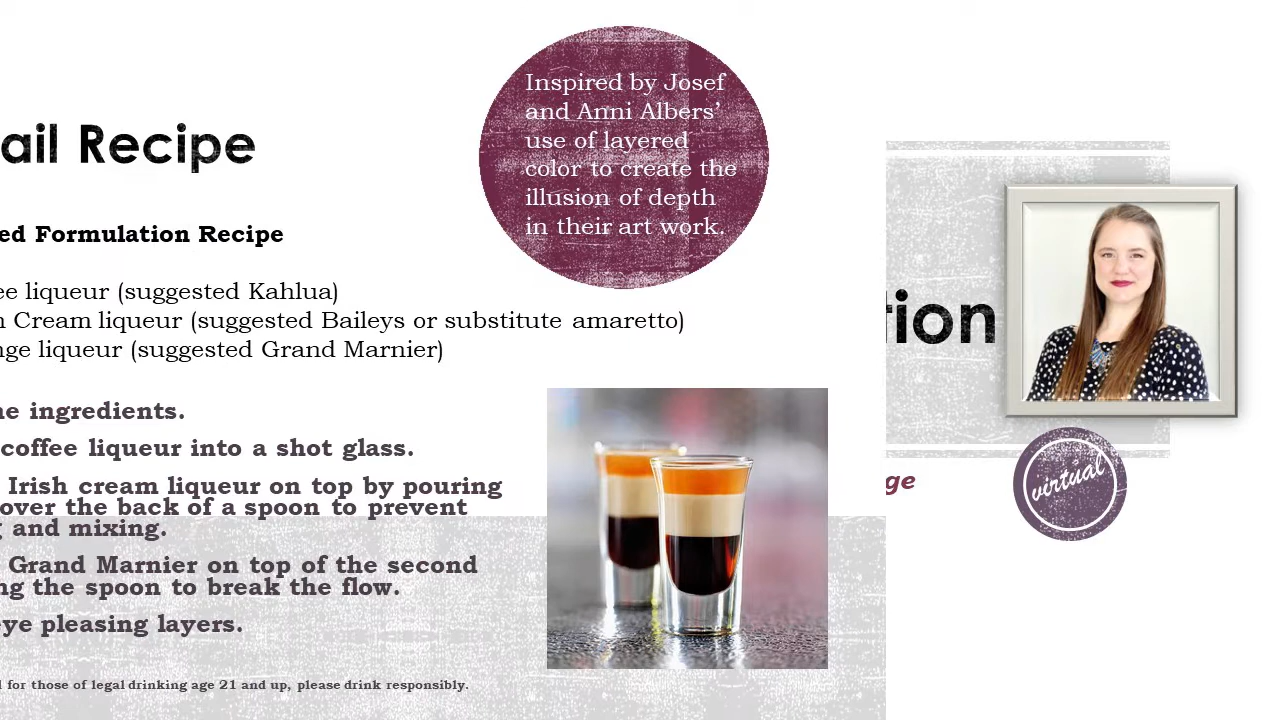 Inspired by Josef
and Anni Albers'
use of layered
color to create the
illusion of depth
in their art work.
ail Recipe
ed Formulation Recipe
ee liqueur (suggested Kahlua)
n Cream liqueur (suggested Baileys or substitute amaretto)
nge liqueur (suggested Grand Marnier)
ne ingredients.
coffee liqueur into a shot glass.
Irish cream liqueur on top by pouring
over the back of a spoon to prevent
g and mixing.
Grand Marnier on top of the second
ng the spoon to break the flow.
eye pleasing layers.
l for those of legal drinking age 21 and up, please drink responsibly.
tion
ge
virtual